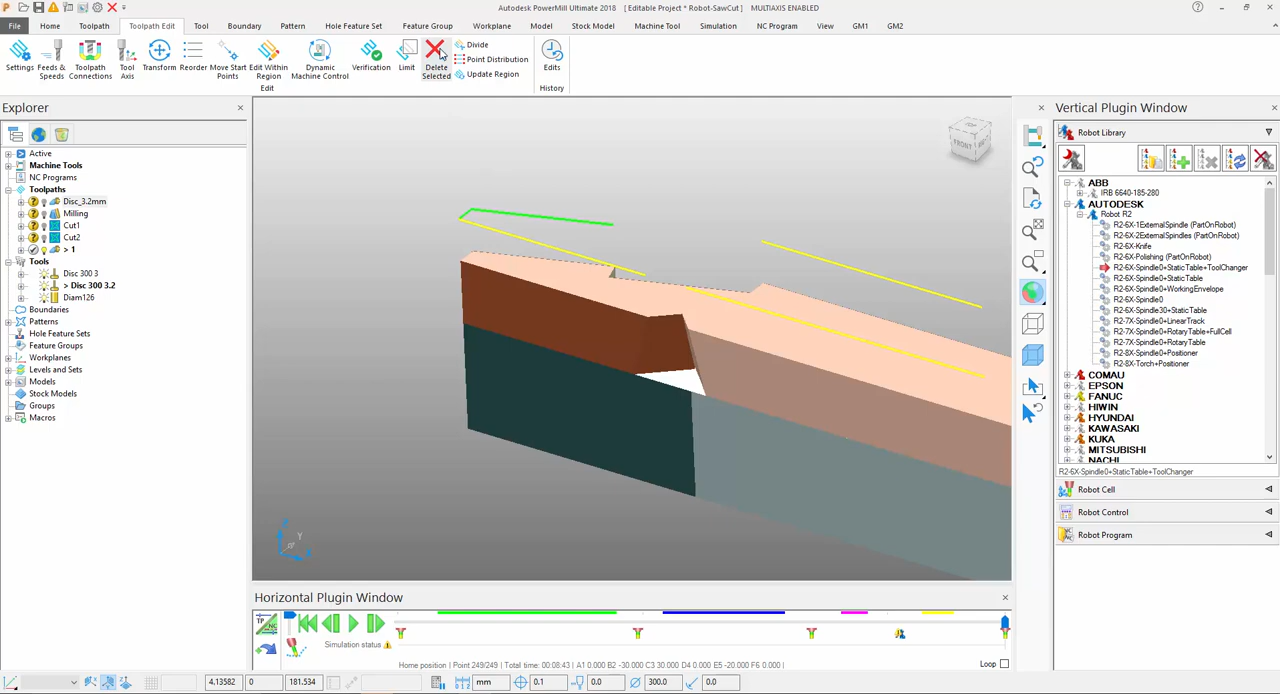 Autodesk PowerMill Ultimate 2018 [ Editable Project * Robot-SawCut ] MULTIAXIS ENABLED
File Home Toolpath Toolpath Edit Tool Boundary Pattern Hole Feature Set Feature Group Workplane Model Stock Model Machine Tool Simulation NC Program View GM1 GM2
Settings Feeds & Speeds Toolpath Connections Tool Axis Transform Reorder Move Start Points Edit Within Region Dynamic Machine Control Verification Limit Delete Selected
Divide
Point Distribution
Update Region
Edits
Edit History
Explorer
Active
Machine Tools
NC Programs
Toolpaths
Disc_3.2mm
Milling
Cut1
Cut2
> 1
Tools
Disc 300 3
> Disc 300 3.2
Diam126
Boundaries
Patterns
Hole Feature Sets
Feature Groups
Workplanes
Levels and Sets
Models
Stock Models
Groups
Macros
FRONT
Y
Vertical Plugin Window
Robot Library
ABB
IRB 6640-185-280
AUTODESK
Robot R2
R2-6X-1ExternalSpindle (PartOnRobot)
R2-6X-2ExternalSpindles (PartOnRobot)
R2-6X-Knife
R2-6X-Polishing (PartOnRobot)
R2-6X-Spindle0+StaticTable+ToolChanger
R2-6X-Spindle0+StaticTable
R2-6X-Spindle0+WorkingEnvelope
R2-6X-Spindle0
R2-6X-Spindle30+StaticTable
R2-7X-Spindle0+LinearTrack
R2-7X-Spindle0+RotaryTable+FullCell
R2-7X-Spindle0+RotaryTable
R2-8X-Spindle0+Positioner
R2-8X-Torch+Positioner
COMAU
EPSON
FANUC
HIWIN
HYUNDAI
KAWASAKI
KUKA
MITSUBISHI
NACHI
R2-6X-Spindle0+StaticTable+ToolChanger
Robot Cell
Robot Control
Robot Program
Horizontal Plugin Window
TP NC
Simulation status
Home position | Point 249/249 | Total time: 00:08:43 | A1 0.000 B2 -30.000 C3 30.000 D4 0.000 E5 -20.000 F6 0.000 |
Loop
4.13582 0 181.534 mm 0.1 0.0 300.0 0.0